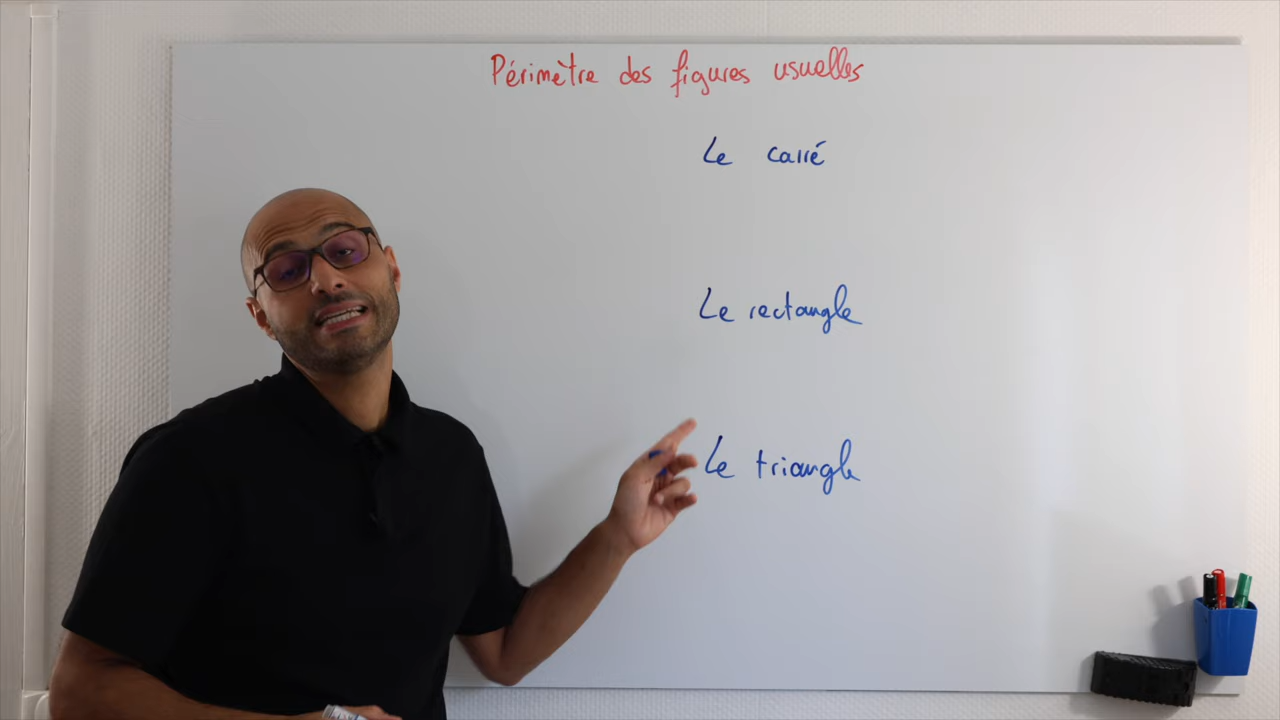 Périmètre des figures usuelles
Le carré
Le rectangle
Le triangle